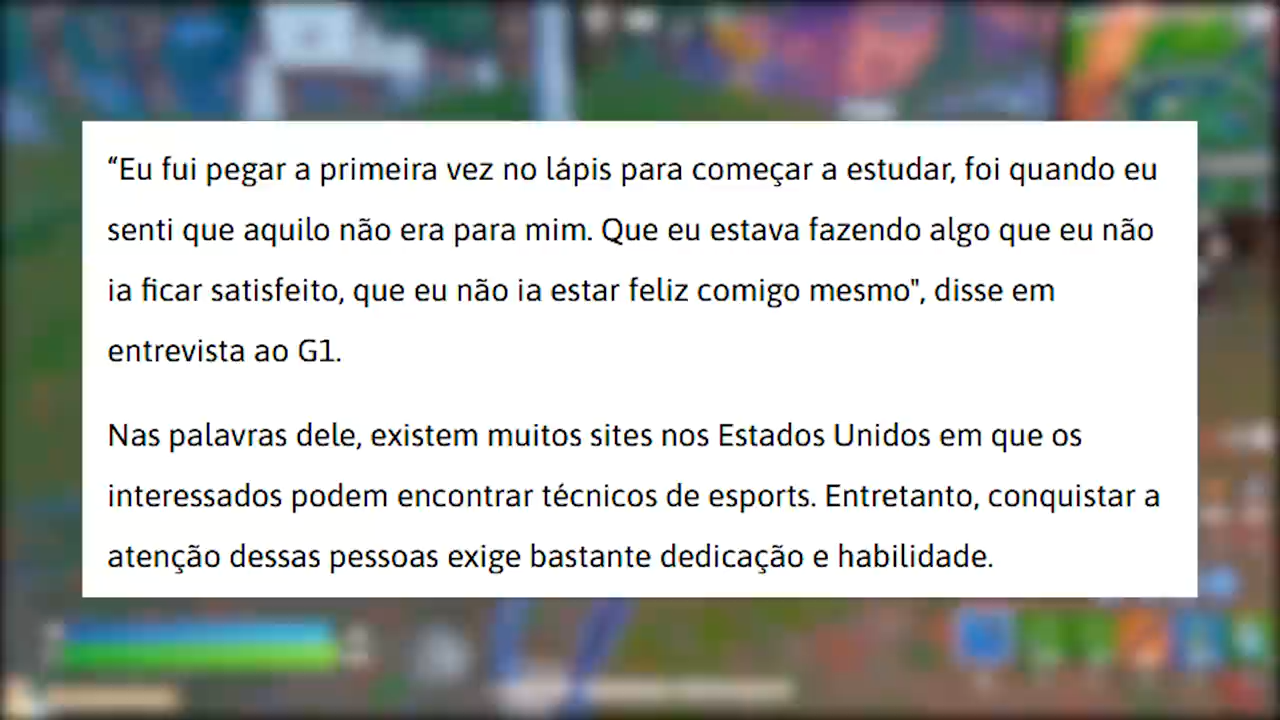 “Eu fui pegar a primeira vez no lápis para começar a estudar, foi quando eu
senti que aquilo não era para mim. Que eu estava fazendo algo que eu não
ia ficar satisfeito, que eu não ia estar feliz comigo mesmo", disse em
entrevista ao G1.
Nas palavras dele, existem muitos sites nos Estados Unidos em que os
interessados podem encontrar técnicos de esports. Entretanto, conquistar a
atenção dessas pessoas exige bastante dedicação e habilidade.